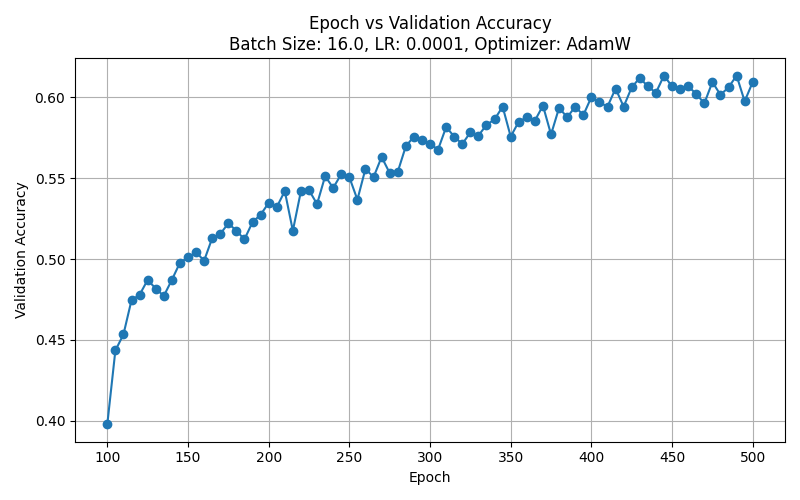 Epoch vs Validation Accuracy
Batch Size: 16.0, LR: 0.0001, Optimizer: AdamW
Validation Accuracy
0.60
0.55
0.50
0.45
0.40
100 150 200 250 300 350 400 450 500
Epoch